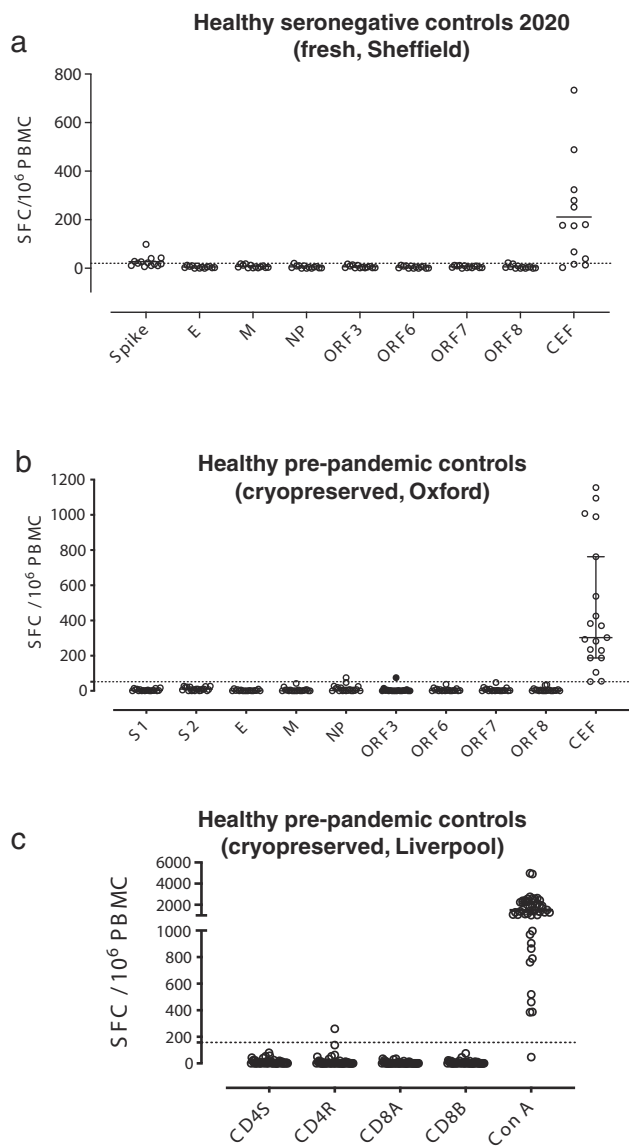 a
Healthy seronegative controls 2020
(fresh, Sheffield)
SFC/10⁶ PBMC
800
600
400
200
0
Spike
E
M
NP
ORF3
ORF6
ORF7
ORF8
CEF
b
Healthy pre-pandemic controls
(cryopreserved, Oxford)
SFC / 10⁶ PBMC
1200
1000
800
600
400
200
0
S1
S2
E
M
NP
ORF3
ORF6
ORF7
ORF8
CEF
c
Healthy pre-pandemic controls
(cryopreserved, Liverpool)
SFC / 10⁶ PBMC
6000
4000
2000
1000
800
600
400
200
0
CD4S
CD4R
CD8A
CD8B
Con A